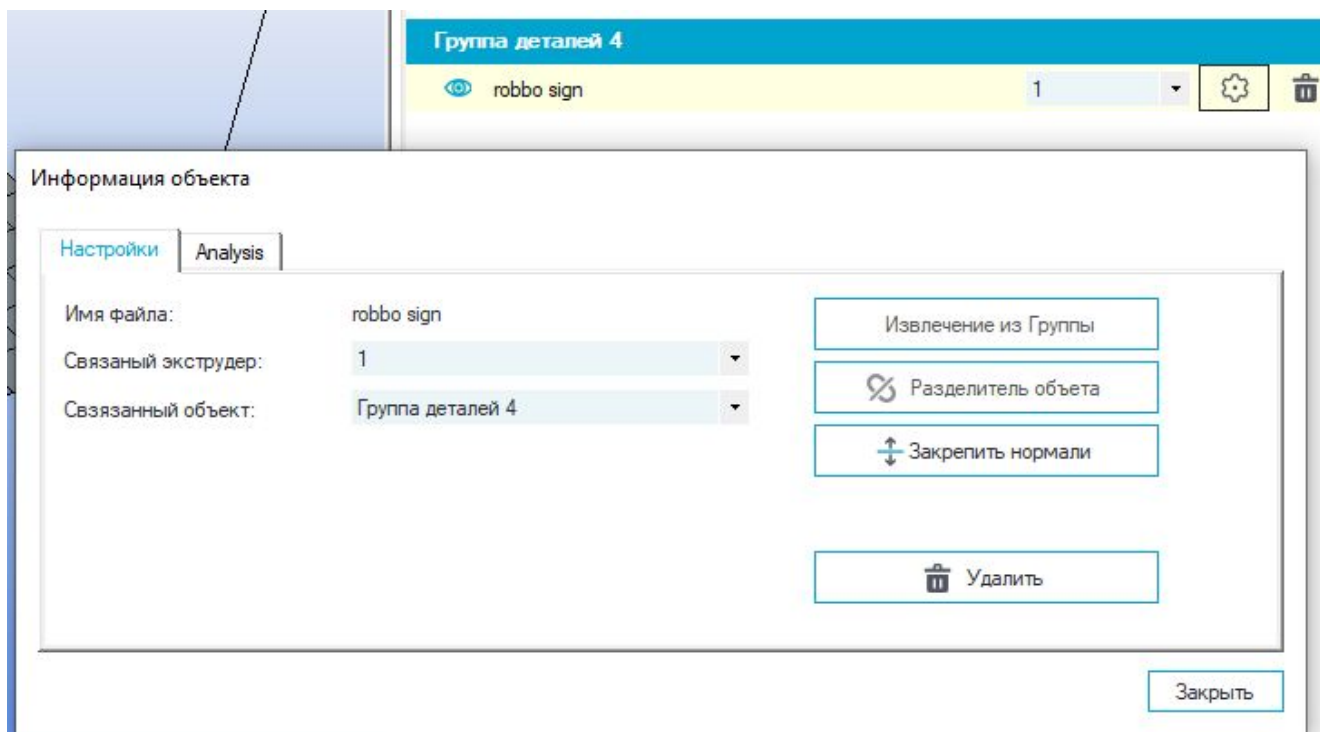 Группа деталей 4
robbo sign 1
Информация объекта
Настройки Analysis
Имя файла: robbo sign
Связаный экструдер: 1
Свзязанный объект: Группа деталей 4
Извлечение из Группы
Разделитель объета
Закрепить нормали
Удалить
Закрыть